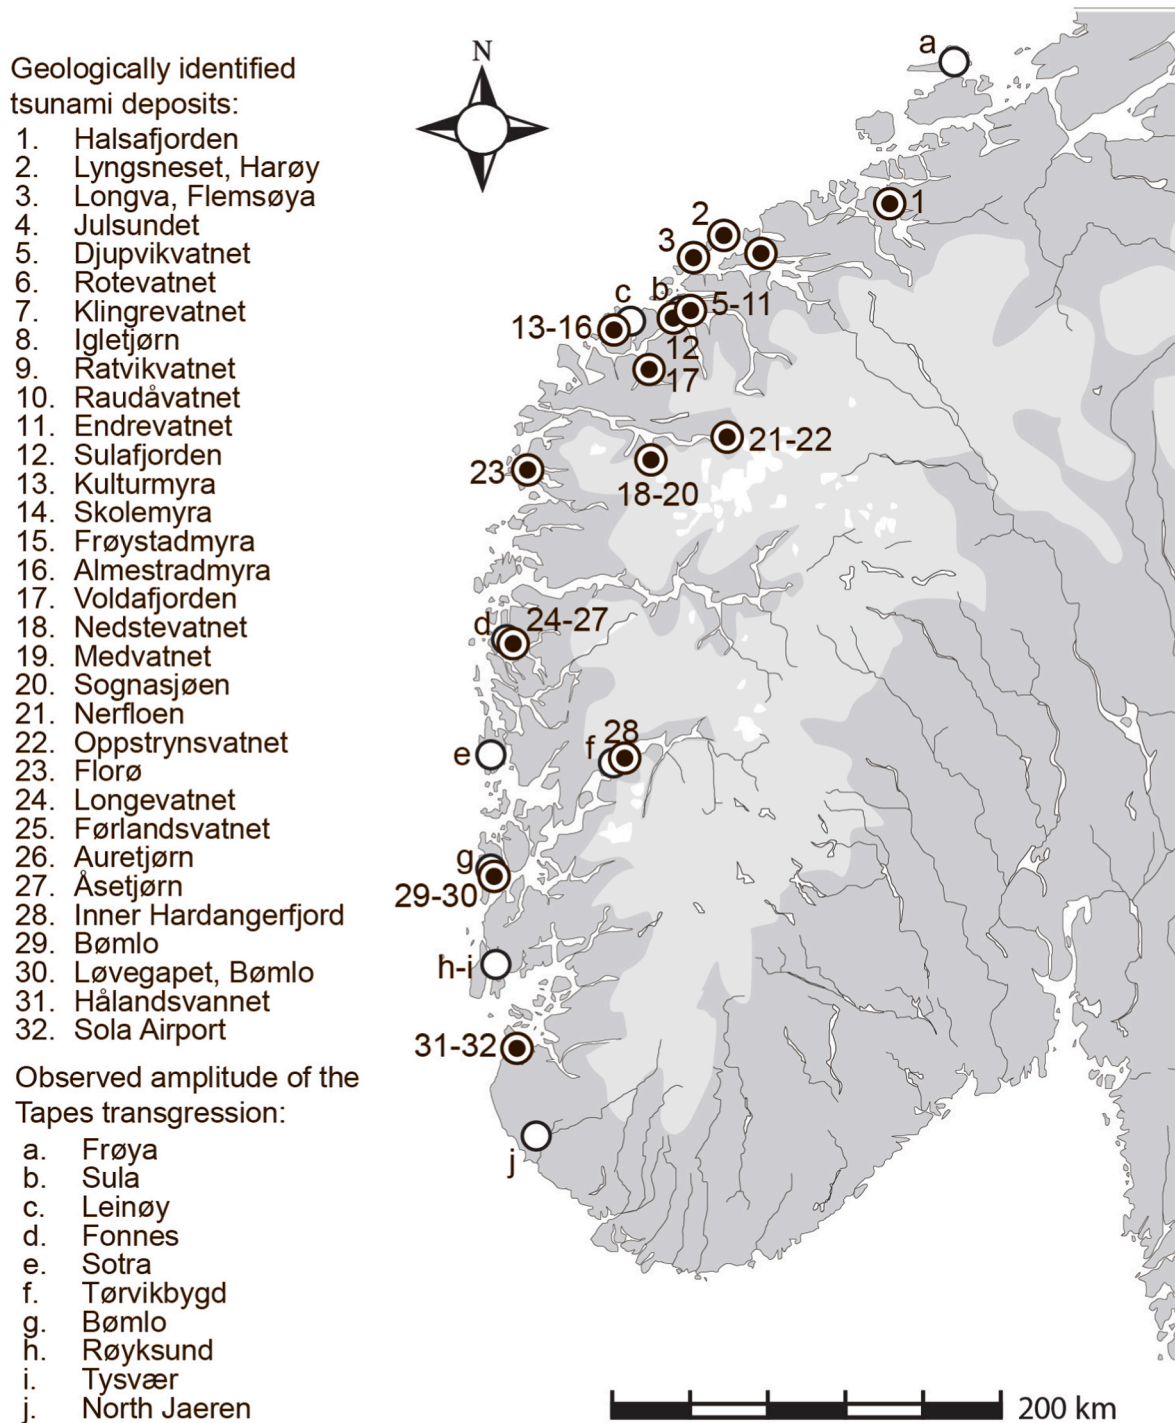 Geologically identified
tsunami deposits:
1. Halsafjorden
2. Lyngsneset, Harøy
3. Longva, Flemsøya
4. Julsundet
5. Djupvikvatnet
6. Rotevatnet
7. Klingrevatnet
8. Igletjørn
9. Ratvikvatnet
10. Raudåvatnet
11. Endrevatnet
12. Sulafjorden
13. Kulturmyra
14. Skolemyra
15. Frøystadmyra
16. Almestradmyra
17. Voldafjorden
18. Nedstevatnet
19. Medvatnet
20. Sognasjøen
21. Nerfloen
22. Oppstrynsvatnet
23. Florø
24. Longevatnet
25. Førlandsvatnet
26. Auretjørn
27. Åsetjørn
28. Inner Hardangerfjord
29. Bømlo
30. Løvegapet, Bømlo
31. Hålandsvannet
32. Sola Airport
Observed amplitude of the
Tapes transgression:
a. Frøya
b. Sula
c. Leinøy
d. Fonnes
e. Sotra
f. Tørvikbygd
g. Bømlo
h. Røyksund
i. Tysvær
j. North Jaeren
N
a
1
2
3
b
c
5-11
13-16
12
17
21-22
23
18-20
24-27
d
28
e
f
g
29-30
h-i
31-32
j
200 km